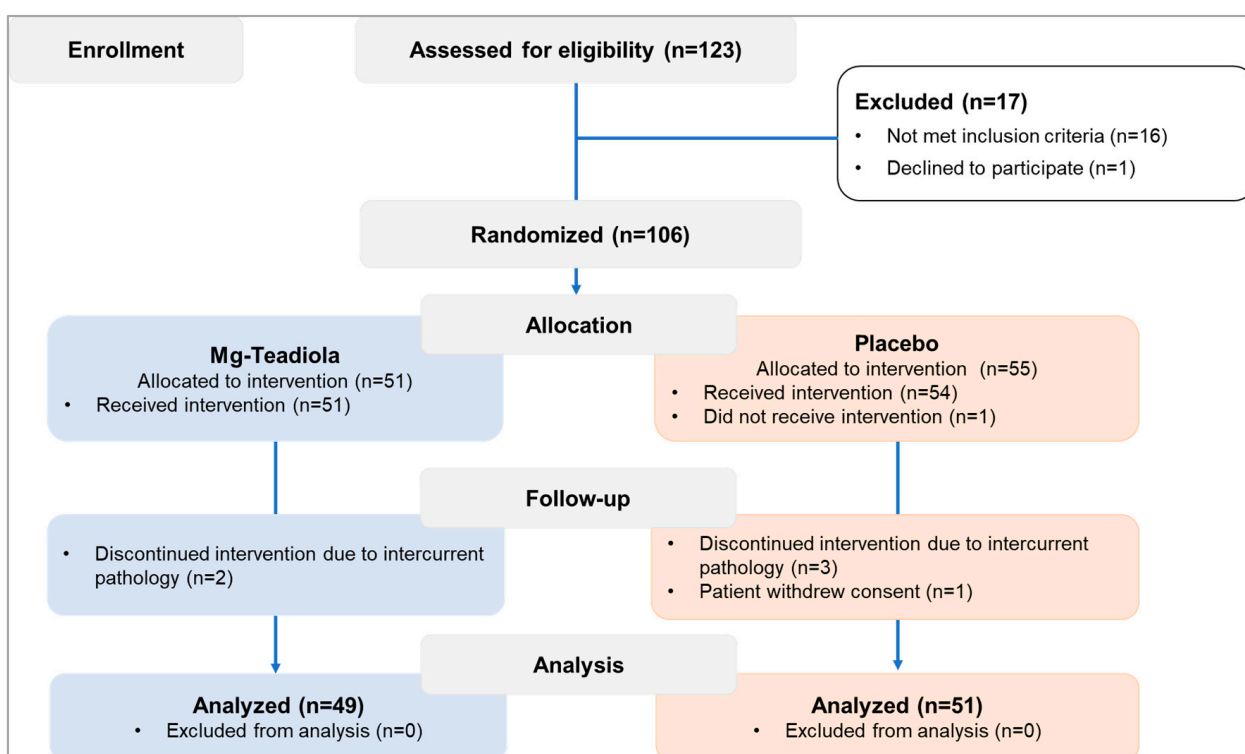 Enrollment
Assessed for eligibility (n=123)
Excluded (n=17)
• Not met inclusion criteria (n=16)
• Declined to participate (n=1)
Randomized (n=106)
Allocation
Mg-Teadiola
Allocated to intervention (n=51)
• Received intervention (n=51)
Placebo
Allocated to intervention (n=55)
• Received intervention (n=54)
• Did not receive intervention (n=1)
Follow-up
• Discontinued intervention due to intercurrent
pathology (n=2)
• Discontinued intervention due to intercurrent
pathology (n=3)
• Patient withdrew consent (n=1)
Analysis
Analyzed (n=49)
• Excluded from analysis (n=0)
Analyzed (n=51)
• Excluded from analysis (n=0)